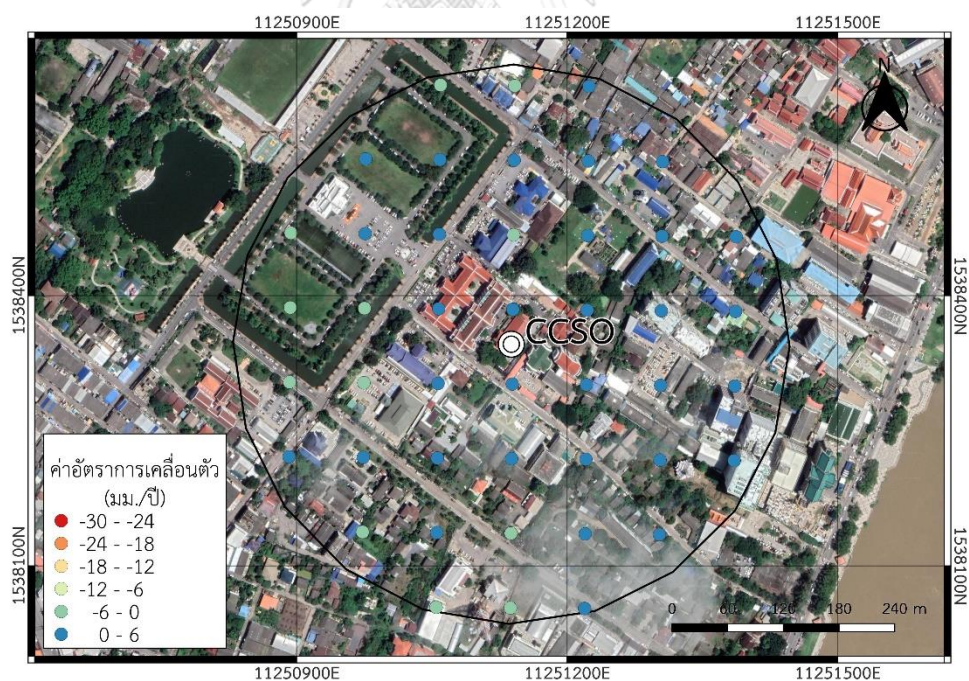 11250900E 11251200E 11251500E
N
1538400N 1538400N
CCSO
ค่าอัตราการเคลื่อนตัว
(มม./ปี)
-30 - -24
-24 - -18
-18 - -12
-12 - -6
-6 - 0
0 - 6
1538100N 1538100N
0 60 120 180 240 m
11250900E 11251200E 11251500E